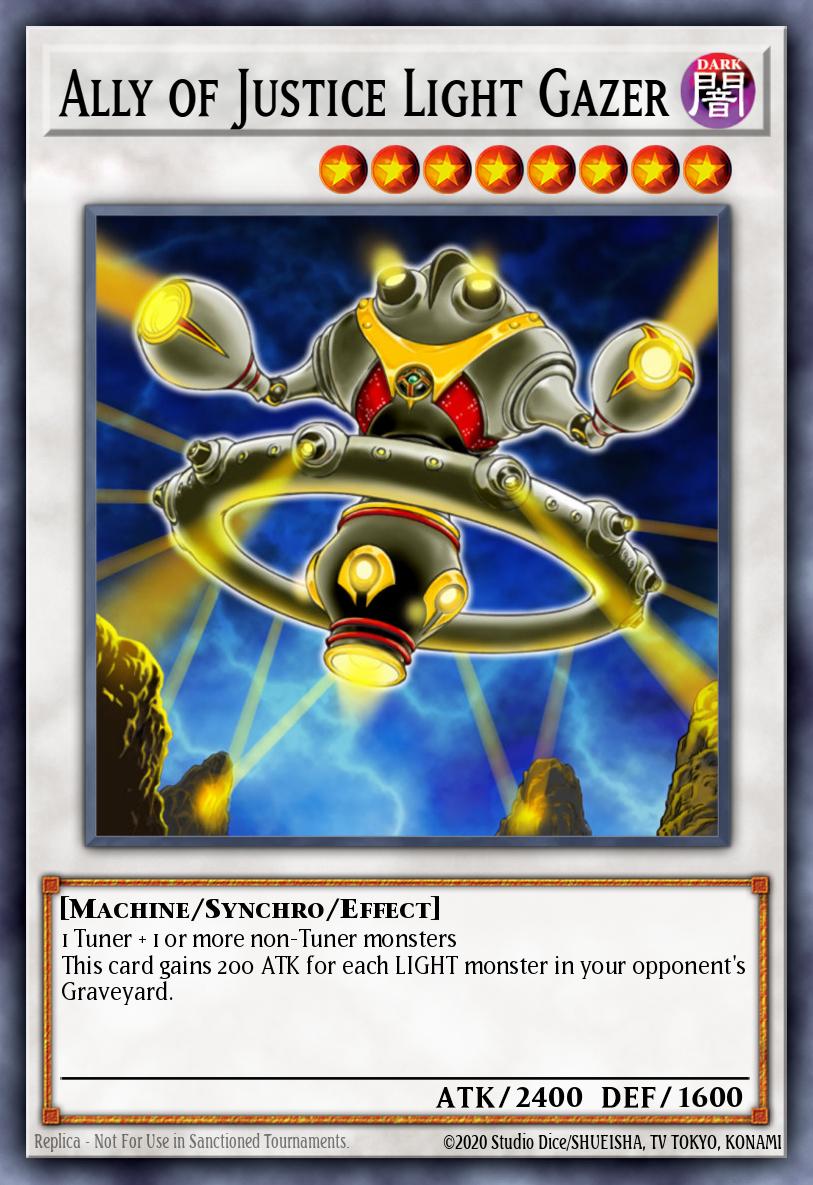 Ally of Justice Light Gazer
DARK
闇
[Machine/Synchro/Effect]
1 Tuner + 1 or more non-Tuner monsters
This card gains 200 ATK for each LIGHT monster in your opponent's
Graveyard.
ATK/2400 DEF/1600
Replica - Not For Use in Sanctioned Tournaments.
©2020 Studio Dice/SHUEISHA, TV TOKYO, KONAMI